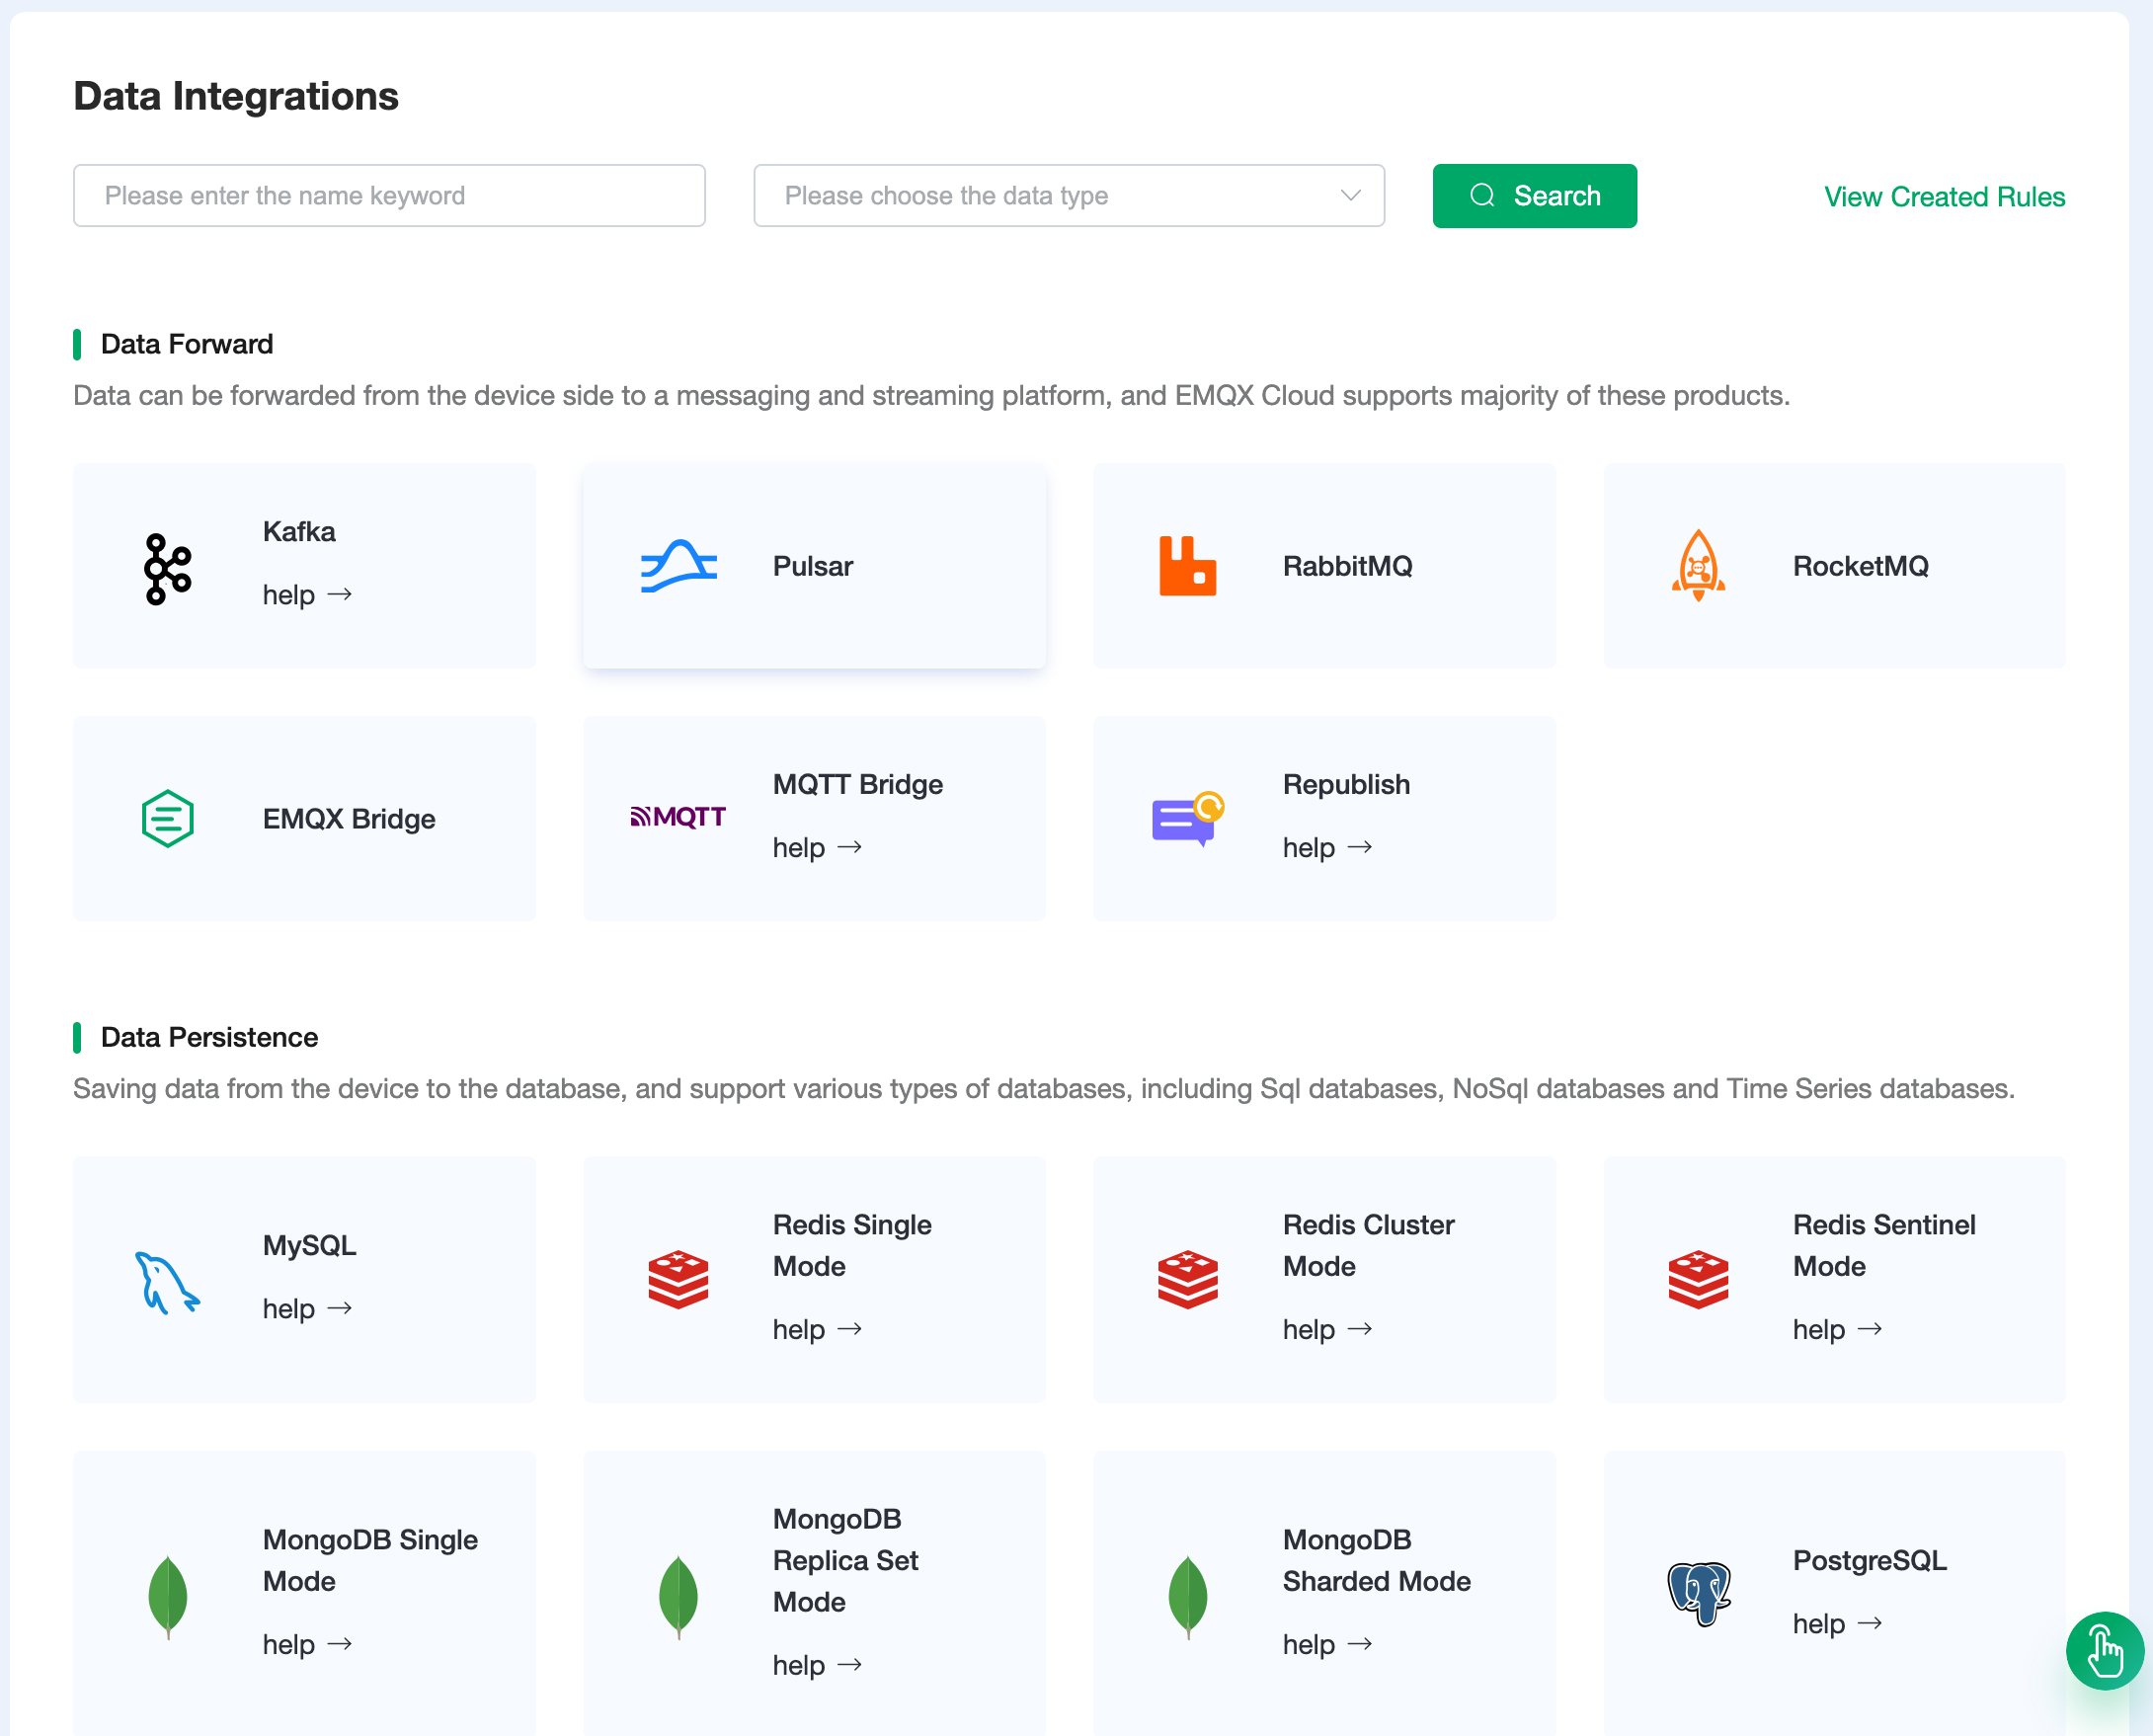 Data Integrations
Please enter the name keyword
Please choose the data type
Search
View Created Rules
Data Forward
Data can be forwarded from the device side to a messaging and streaming platform, and EMQX Cloud supports majority of these products.
Kafka
help →
Pulsar
RabbitMQ
RocketMQ
EMQX Bridge
MQTT
MQTT Bridge
help →
Republish
help →
Data Persistence
Saving data from the device to the database, and support various types of databases, including Sql databases, NoSql databases and Time Series databases.
MySQL
help →
Redis Single
Mode
help →
Redis Cluster
Mode
help →
Redis Sentinel
Mode
help →
MongoDB Single
Mode
help →
MongoDB
Replica Set
Mode
help →
MongoDB
Sharded Mode
help →
PostgreSQL
help →